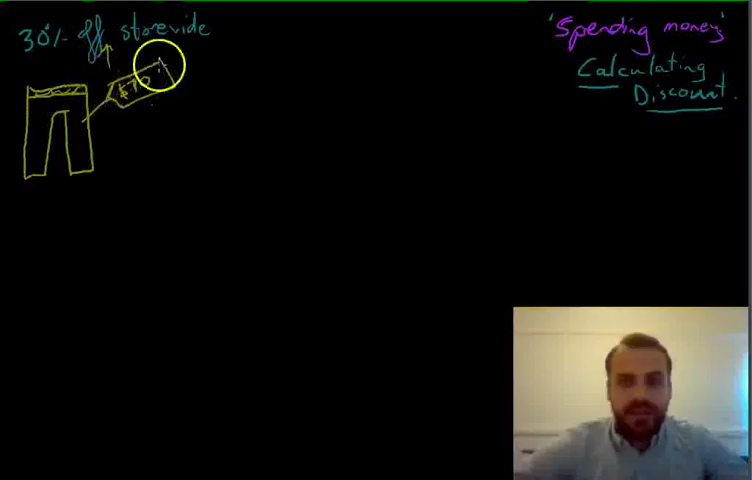 30% off storewide
$70
'Spending money'
Calculating
Discount.